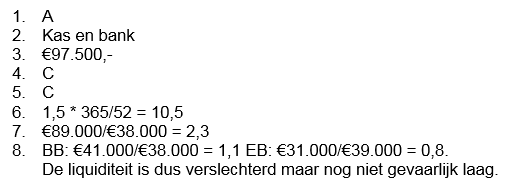 1. A
2. Kas en bank
3. €97.500,-
4. C
5. C
6. 1,5 * 365/52 = 10,5
7. €89.000/€38.000 = 2,3
8. BB: €41.000/€38.000 = 1,1 EB: €31.000/€39.000 = 0,8.
De liquiditeit is dus verslechterd maar nog niet gevaarlijk laag.